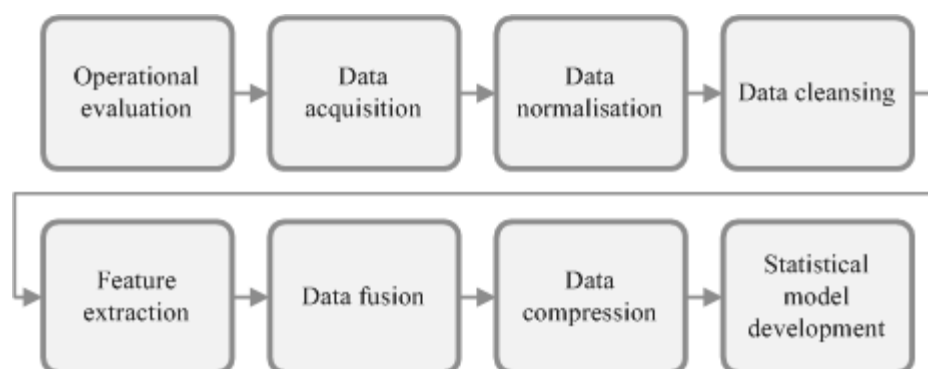 Operational
evaluation
Data
acquisition
Data
normalisation
Data cleansing
Feature
extraction
Data fusion
Data
compression
Statistical
model
development